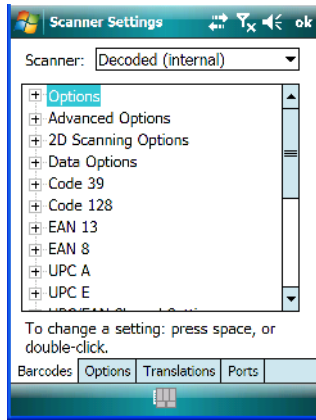 Scanner Settings ok
Scanner: Decoded (internal)
Options
Advanced Options
2D Scanning Options
Data Options
Code 39
Code 128
EAN 13
EAN 8
UPC A
UPC E
To change a setting: press space, or
double-click.
Barcodes Options Translations Ports